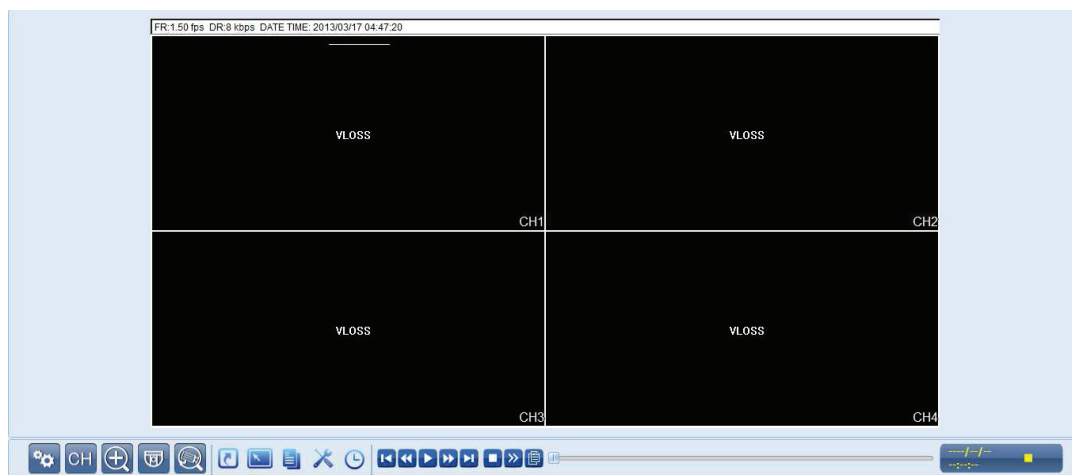 FR:1.50 fps DR:8 kbps DATE TIME: 2013/03/17 04:47:20
VLOSS
VLOSS
CH1
CH2
VLOSS
VLOSS
CH3
CH4
CH
----/--/--
--:--:--